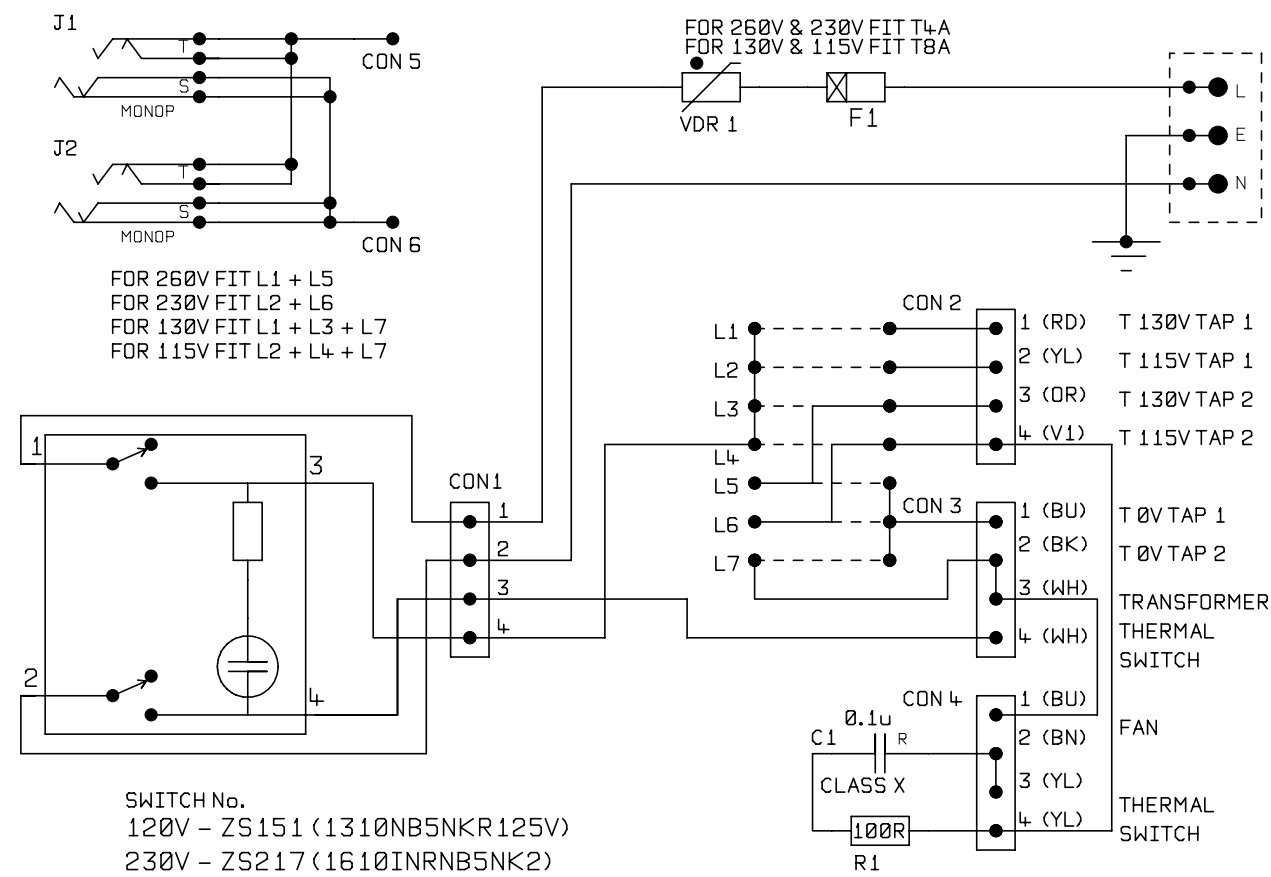 J1
T
CON 5
S
MONOP
J2
T
S
MONOP
CON 6
FOR 260V & 230V FIT T4A
FOR 130V & 115V FIT T8A
VDR 1
F1
L
E
N
FOR 260V FIT L1 + L5
FOR 230V FIT L2 + L6
FOR 130V FIT L1 + L3 + L7
FOR 115V FIT L2 + L4 + L7
CON 2
L1
1 (RD)
T 130V TAP 1
L2
2 (YL)
T 115V TAP 1
L3
3 (OR)
T 130V TAP 2
L4
4 (V1)
T 115V TAP 2
L5
L6
L7
CON 3
1 (BU)
T 0V TAP 1
2 (BK)
T 0V TAP 2
3 (WH)
4 (WH)
TRANSFORMER
THERMAL
SWITCH
1
3
2
4
CON1
1
2
3
4
CON 4
1 (BU)
2 (BN)
FAN
3 (YL)
4 (YL)
THERMAL
SWITCH
0.1u
C1
R
CLASS X
100R
R1
SWITCH No.
120V - ZS151 (1310NB5NKR125V)
230V - ZS217 (1610INRNB5NK2)